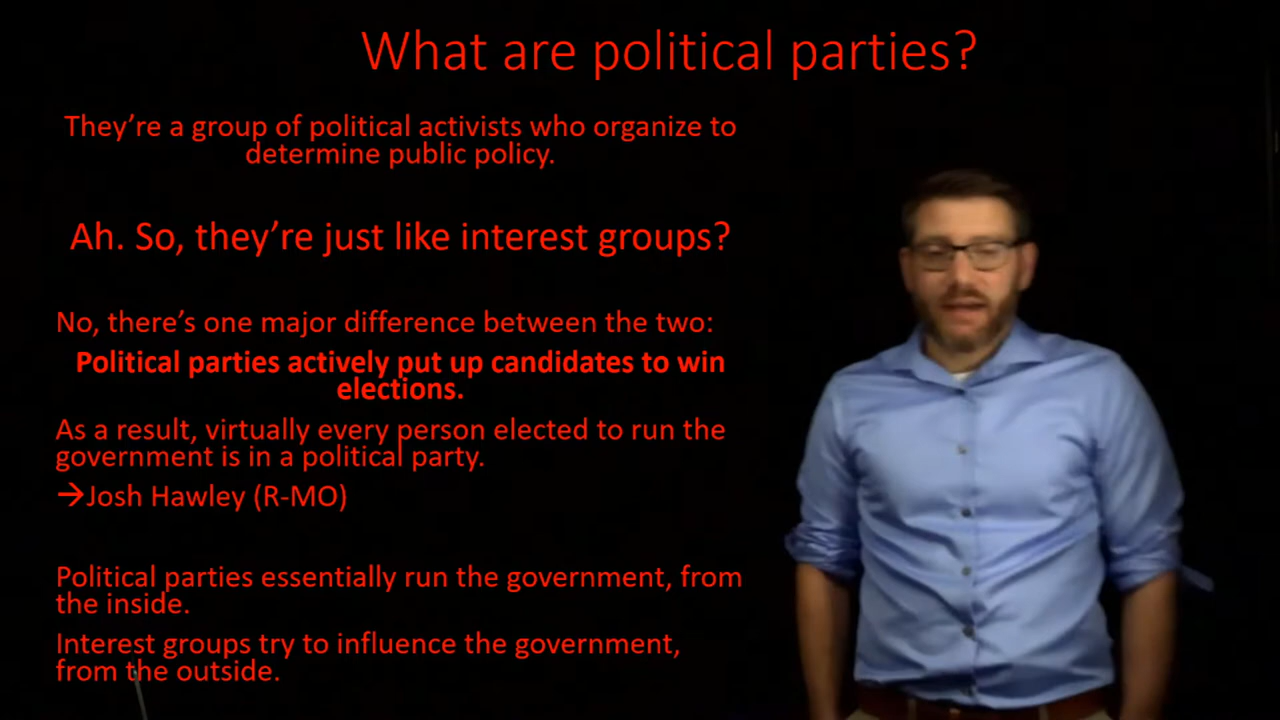 What are political parties?
They’re a group of political activists who organize to
determine public policy.
Ah. So, they’re just like interest groups?
No, there’s one major difference between the two:
Political parties actively put up candidates to win
elections.
As a result, virtually every person elected to run the
government is in a political party.
→Josh Hawley (R-MO)
Political parties essentially run the government, from
the inside.
Interest groups try to influence the government,
from the outside.